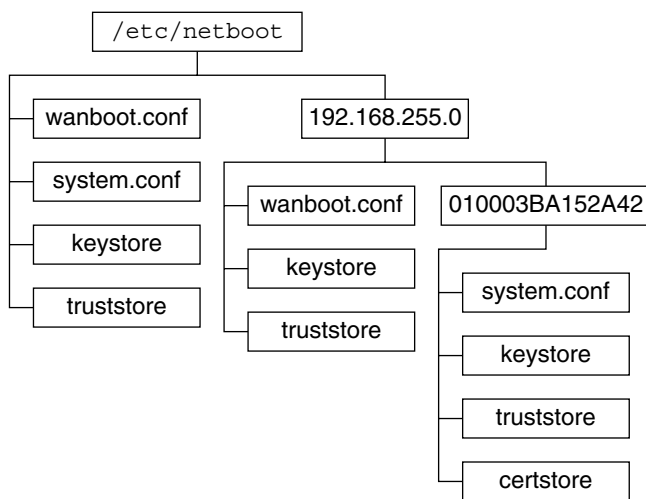 /etc/netboot
wanboot.conf
system.conf
keystore
truststore
192.168.255.0
wanboot.conf
keystore
truststore
010003BA152A42
system.conf
keystore
truststore
certstore